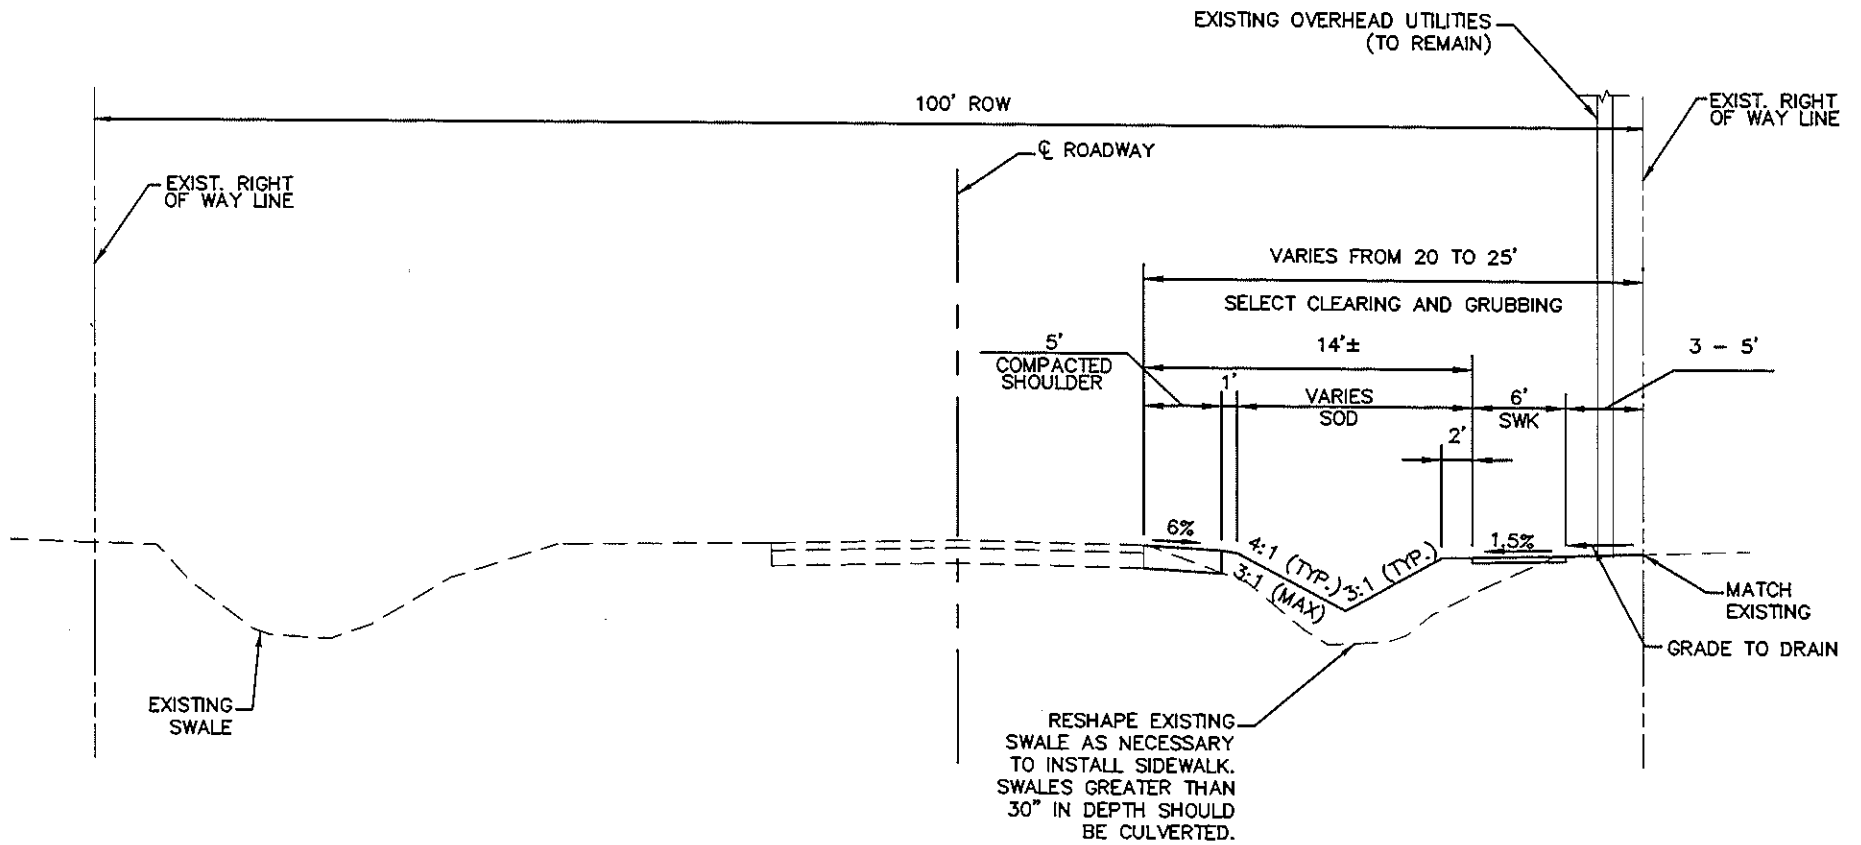 EXISTING OVERHEAD UTILITIES
(TO REMAIN)
100' ROW
EXIST. RIGHT
OF WAY LINE
℄ ROADWAY
EXIST. RIGHT
OF WAY LINE
VARIES FROM 20 TO 25'
SELECT CLEARING AND GRUBBING
5'
COMPACTED
SHOULDER
14'±
3 - 5'
1'
VARIES
SOD
6'
SWK
2'
6%
4:1 (TYP.)
3:1 (MAX)
3:1 (TYP.)
1.5%
MATCH
EXISTING
GRADE TO DRAIN
EXISTING
SWALE
RESHAPE EXISTING
SWALE AS NECESSARY
TO INSTALL SIDEWALK.
SWALES GREATER THAN
30" IN DEPTH SHOULD
BE CULVERTED.